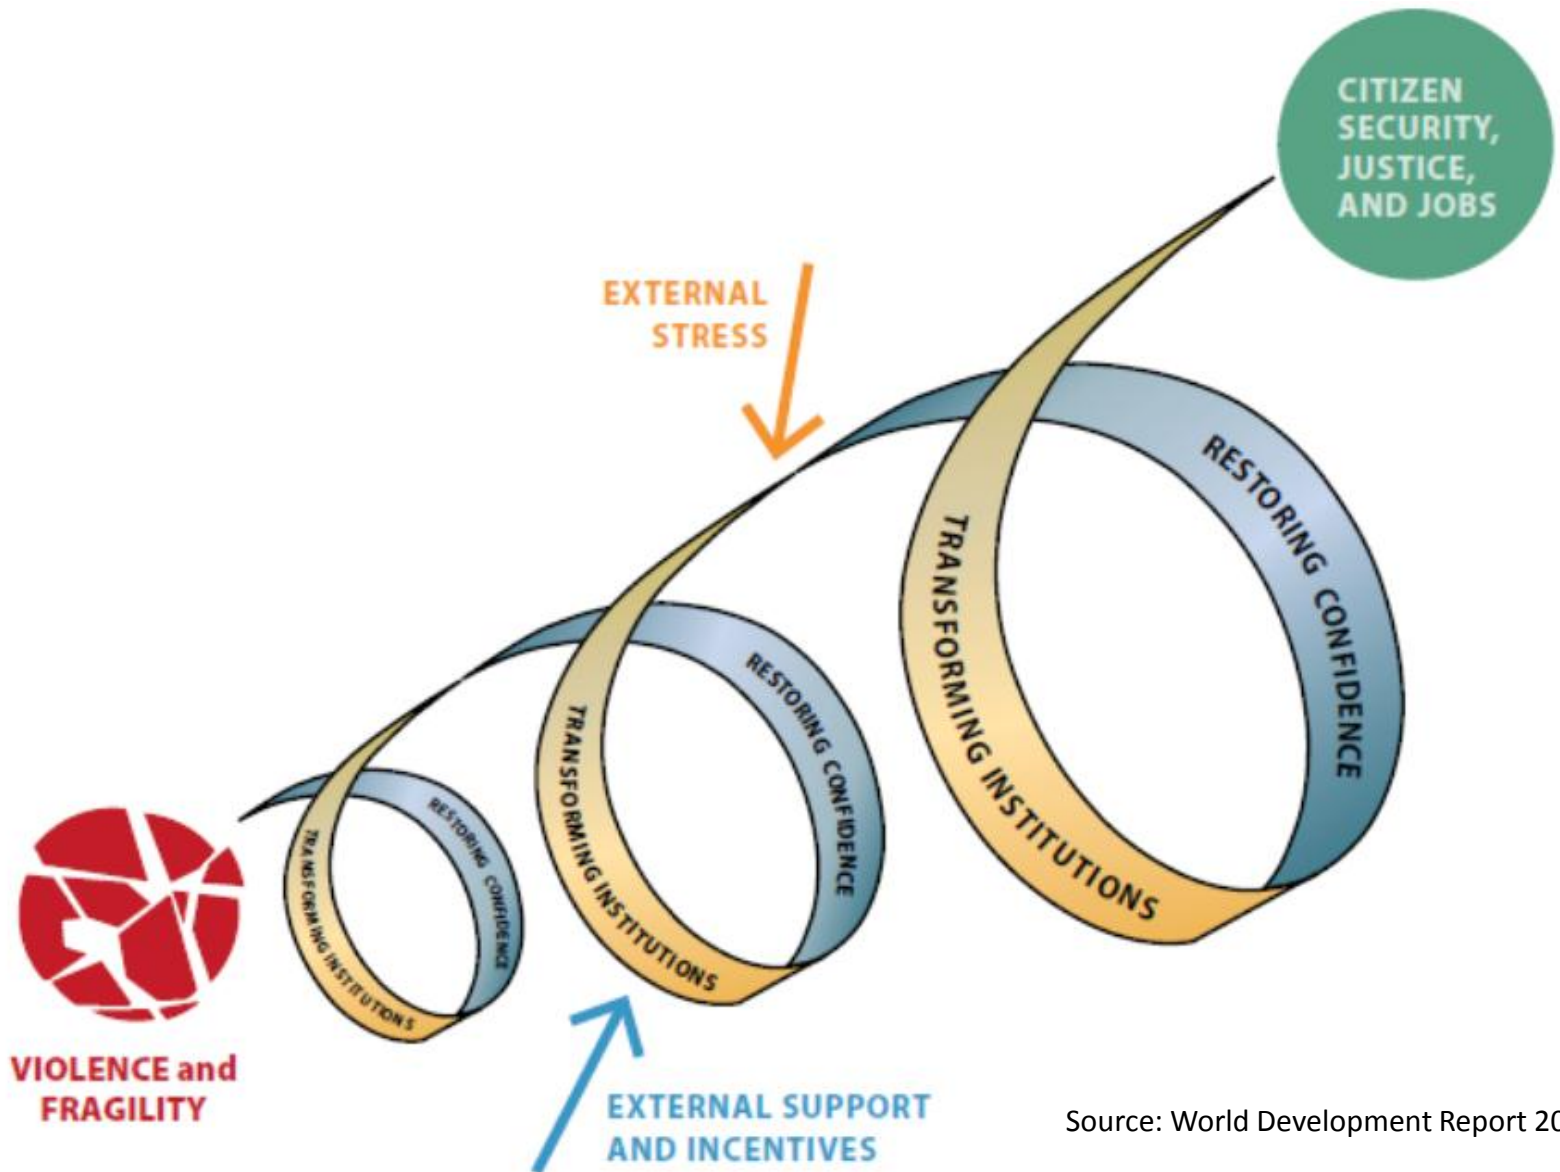 CITIZEN
SECURITY,
JUSTICE,
AND JOBS
EXTERNAL
STRESS
RESTORING CONFIDENCE
TRANSFORMING INSTITUTIONS
RESTORING CONFIDENCE
TRANSFORMING INSTITUTIONS
RESTORING CONFIDENCE
TRANSFORMING INSTITUTIONS
VIOLENCE and
FRAGILITY
EXTERNAL SUPPORT
AND INCENTIVES
Source: World Development Report